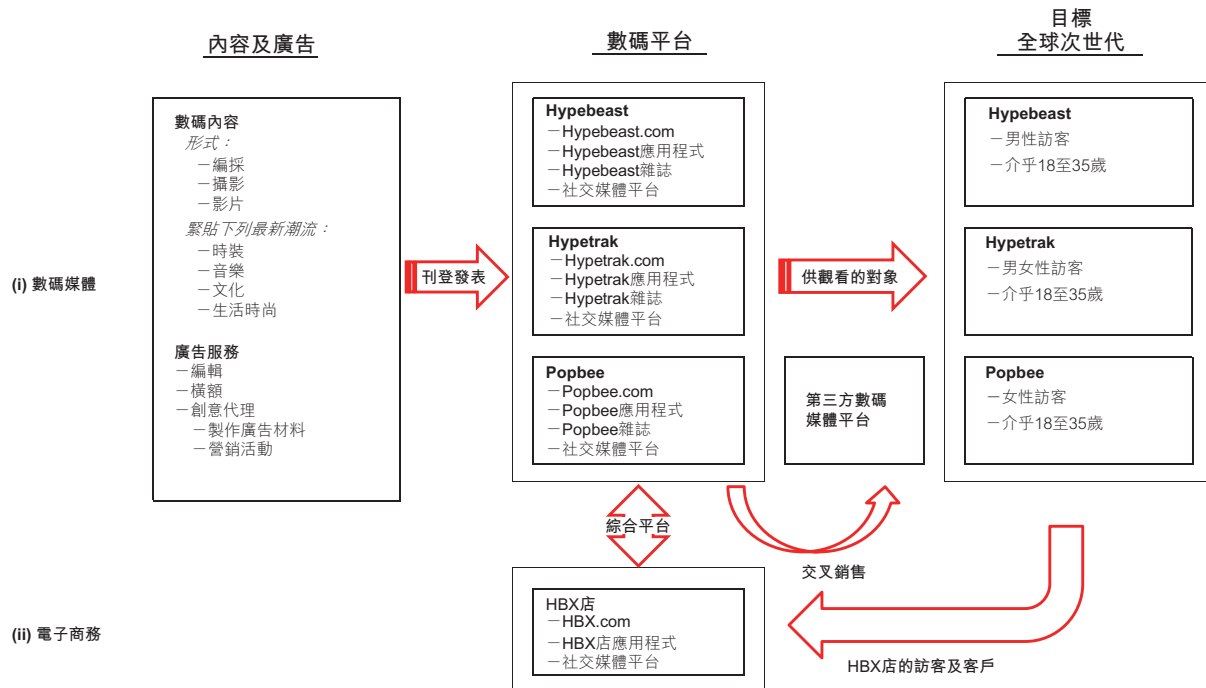 內容及廣告
數碼平台
目標
全球次世代
(i) 數碼媒體
數碼內容
形式：
－編採
－攝影
－影片
緊貼下列最新潮流：
－時裝
－音樂
－文化
－生活時尚
廣告服務
－編輯
－橫額
－創意代理
－製作廣告材料
－營銷活動
刊登發表
Hypebeast
－Hypebeast.com
－Hypebeast應用程式
－Hypebeast雜誌
－社交媒體平台
Hypetrak
－Hypetrak.com
－Hypetrak應用程式
－Hypetrak雜誌
－社交媒體平台
Popbee
－Popbee.com
－Popbee應用程式
－Popbee雜誌
－社交媒體平台
供觀看的對象
第三方數碼
媒體平台
Hypebeast
－男性訪客
－介乎18至35歲
Hypetrak
－男女性訪客
－介乎18至35歲
Popbee
－女性訪客
－介乎18至35歲
綜合平台
交叉銷售
(ii) 電子商務
HBX店
－HBX.com
－HBX店應用程式
－社交媒體平台
HBX店的訪客及客戶